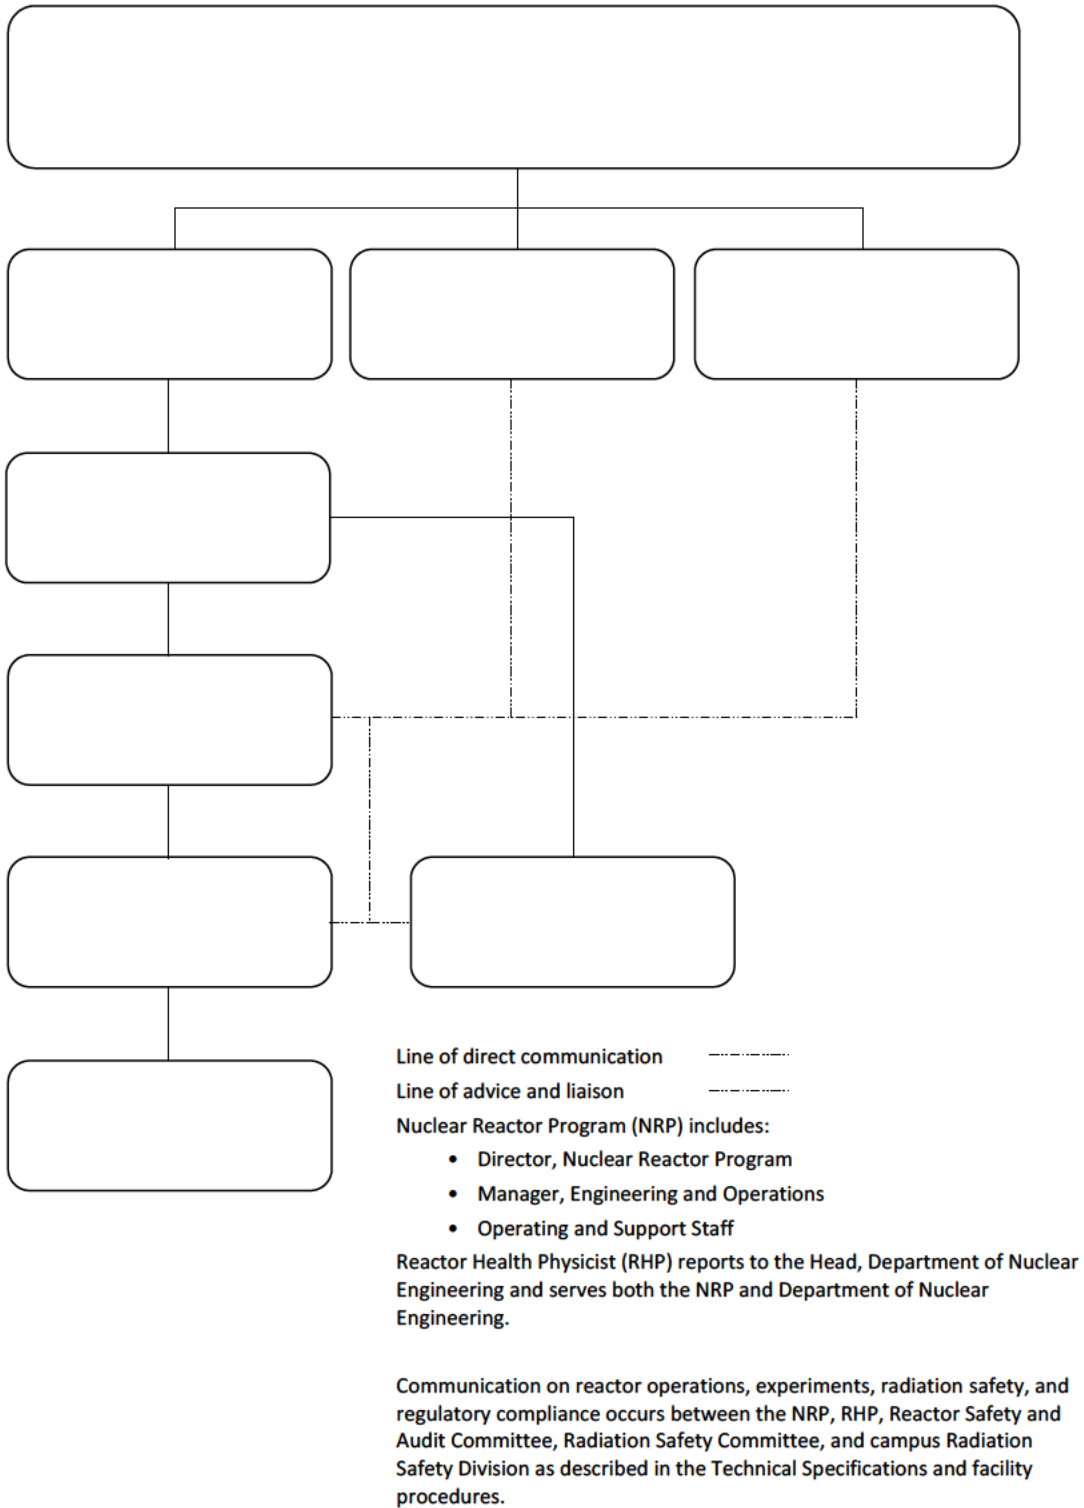 Line of direct communication
Line of advice and liaison
Nuclear Reactor Program (NRP) includes:
• Director, Nuclear Reactor Program
• Manager, Engineering and Operations
• Operating and Support Staff
Reactor Health Physicist (RHP) reports to the Head, Department of Nuclear
Engineering and serves both the NRP and Department of Nuclear
Engineering.
Communication on reactor operations, experiments, radiation safety, and
regulatory compliance occurs between the NRP, RHP, Reactor Safety and
Audit Committee, Radiation Safety Committee, and campus Radiation
Safety Division as described in the Technical Specifications and facility
procedures.